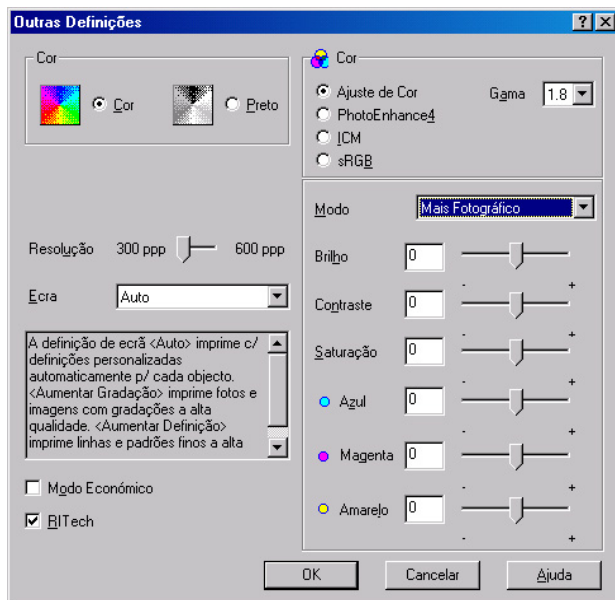 Outras Definições
Cor
Cor
Preto
Resolução 300 ppp 600 ppp
Ecra Auto
A definição de ecrã <Auto> imprime c/
definições personalizadas
automaticamente p/ cada objecto.
<Aumentar Gradação> imprime fotos e
imagens com gradações a alta
qualidade. <Aumentar Definição>
imprime linhas e padrões finos a alta
Modo Económico
RITech
Cor
Ajuste de Cor
Gama 1.8
PhotoEnhance4
ICM
sRGB
Modo Mais Fotográfico
Brilho 0
- +
Contraste 0
- +
Saturação 0
- +
Azul 0
- +
Magenta 0
- +
Amarelo 0
- +
OK Cancelar Ajuda